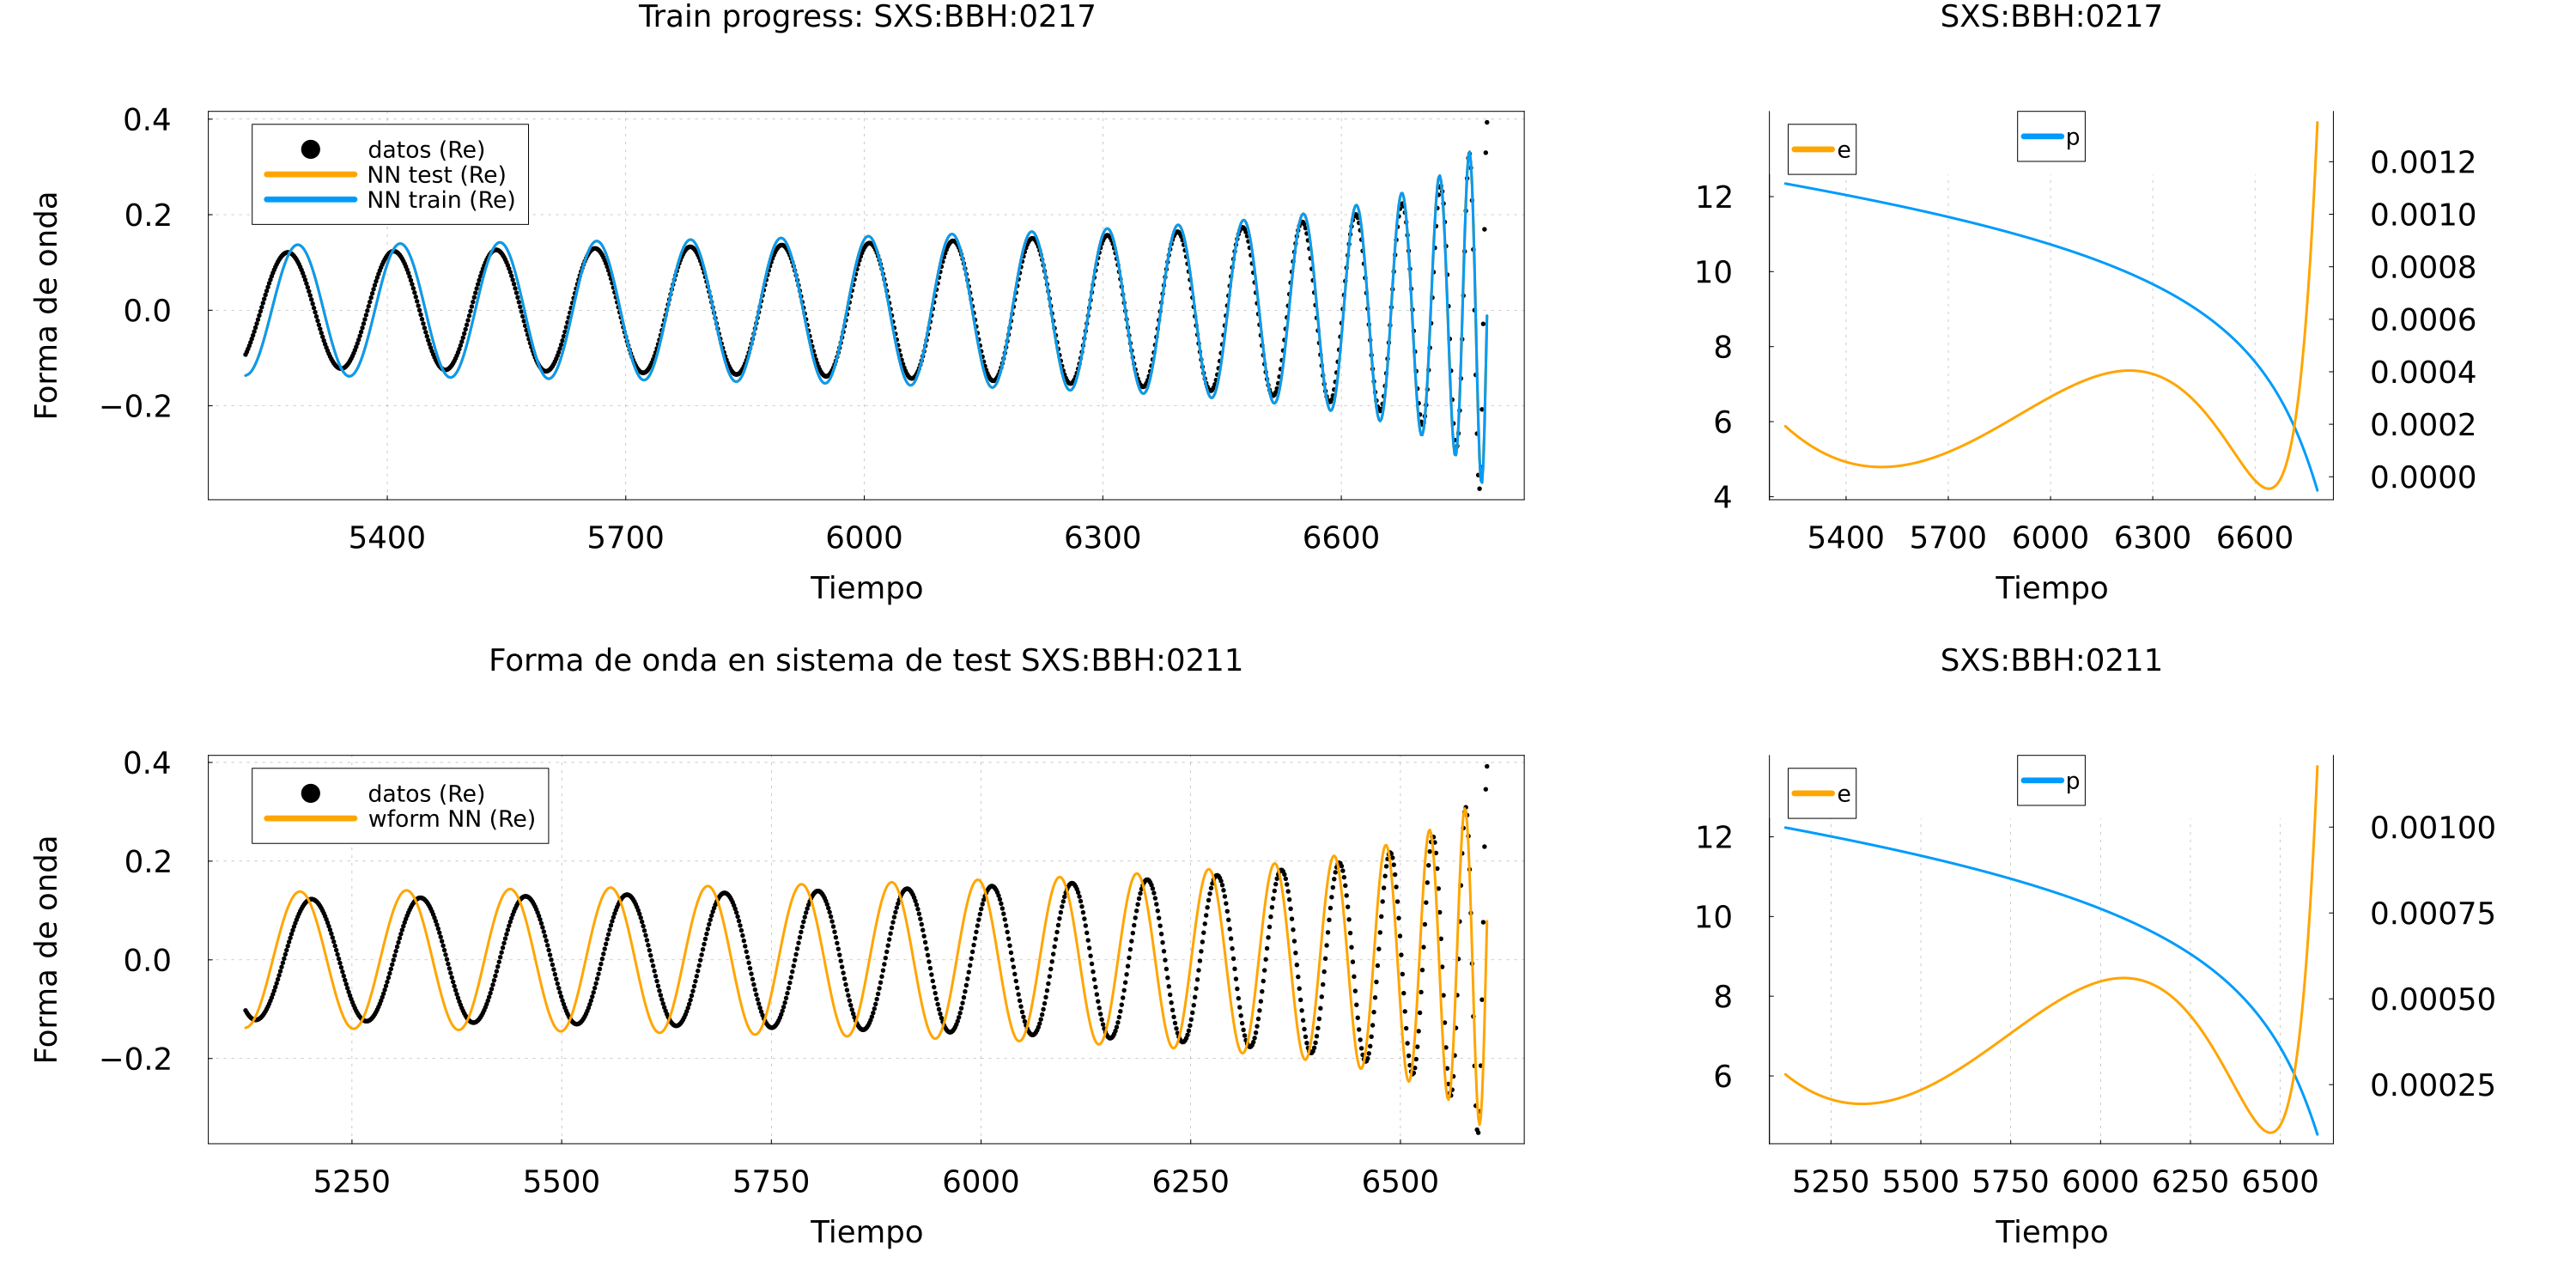 Train progress: SXS:BBH:0217
0.4
0.2
0.0
−0.2
Forma de onda
datos (Re)
NN test (Re)
NN train (Re)
5400 5700 6000 6300 6600
Tiempo
SXS:BBH:0217
e
p
12
10
8
6
4
0.0012
0.0010
0.0008
0.0006
0.0004
0.0002
0.0000
5400 5700 6000 6300 6600
Tiempo
Forma de onda en sistema de test SXS:BBH:0211
0.4
0.2
0.0
−0.2
Forma de onda
datos (Re)
wform NN (Re)
5250 5500 5750 6000 6250 6500
Tiempo
SXS:BBH:0211
e
p
12
10
8
6
0.00100
0.00075
0.00050
0.00025
5250 5500 5750 6000 6250 6500
Tiempo